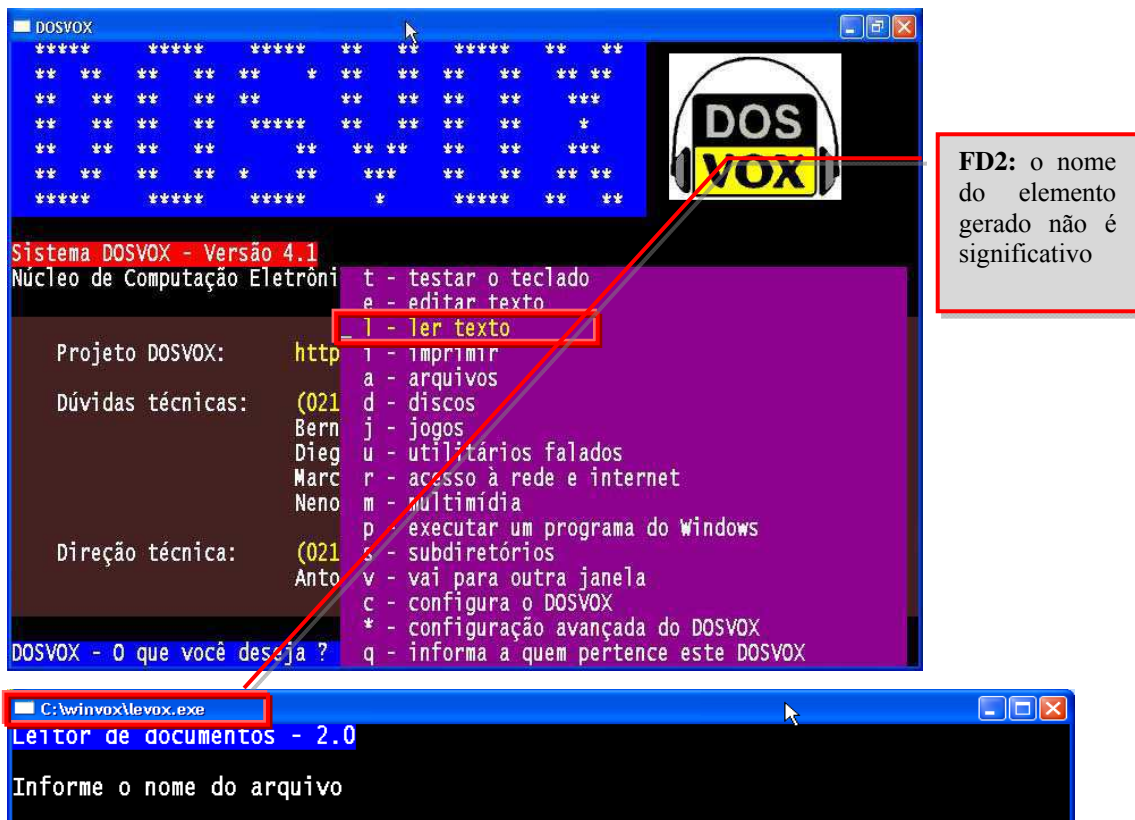 DOSVOX
DOS
VOX
FD2: o nome
do elemento
gerado não é
significativo
Sistema DOSVOX - Versão 4.1
Núcleo de Computação Eletrôni
t - testar o teclado
e - editar texto
l - ler texto
Projeto DOSVOX: http
i - imprimir
a - arquivos
Dúvidas técnicas: (021
d - discos
Bern
j - jogos
Dieg
u - utilitários falados
Marc
r - acesso à rede e internet
Neno
m - multimídia
p - executar um programa do Windows
Direção técnica: (021
s - subdiretórios
Anto
v - vai para outra janela
c - configura o DOSVOX
* - configuração avançada do DOSVOX
DOSVOX - O que você deseja ?
q - informa a quem pertence este DOSVOX
C:\winvox\levox.exe
Leitor de documentos - 2.0
Informe o nome do arquivo